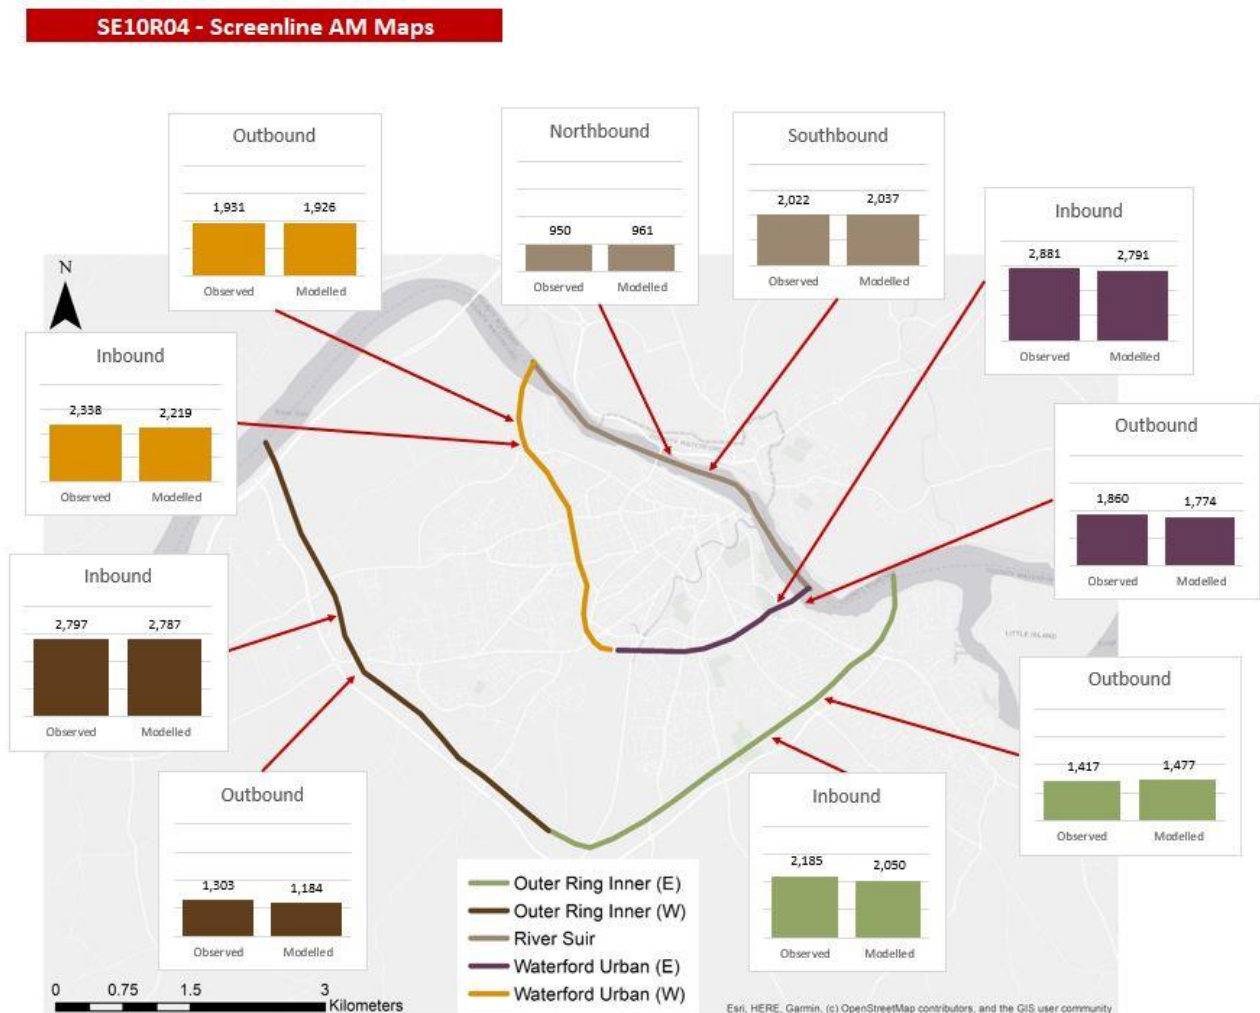 SE10R04 - Screenline AM Maps
Outbound
1,931
1,926
Observed
Modelled
Northbound
950
961
Observed
Modelled
Southbound
2,022
2,037
Observed
Modelled
Inbound
2,881
2,791
Observed
Modelled
N
Inbound
2,338
2,219
Observed
Modelled
Outbound
1,860
1,774
Observed
Modelled
Inbound
2,797
2,787
Observed
Modelled
LITTLE ISLAND
Outbound
1,417
1,477
Observed
Modelled
Outbound
1,303
1,184
Observed
Modelled
Inbound
2,185
2,050
Observed
Modelled
Outer Ring Inner (E)
Outer Ring Inner (W)
River Suir
Waterford Urban (E)
Waterford Urban (W)
0 0.75 1.5 3
Kilometers
Esri, HERE, Garmin, (c) OpenStreetMap contributors, and the GIS user community